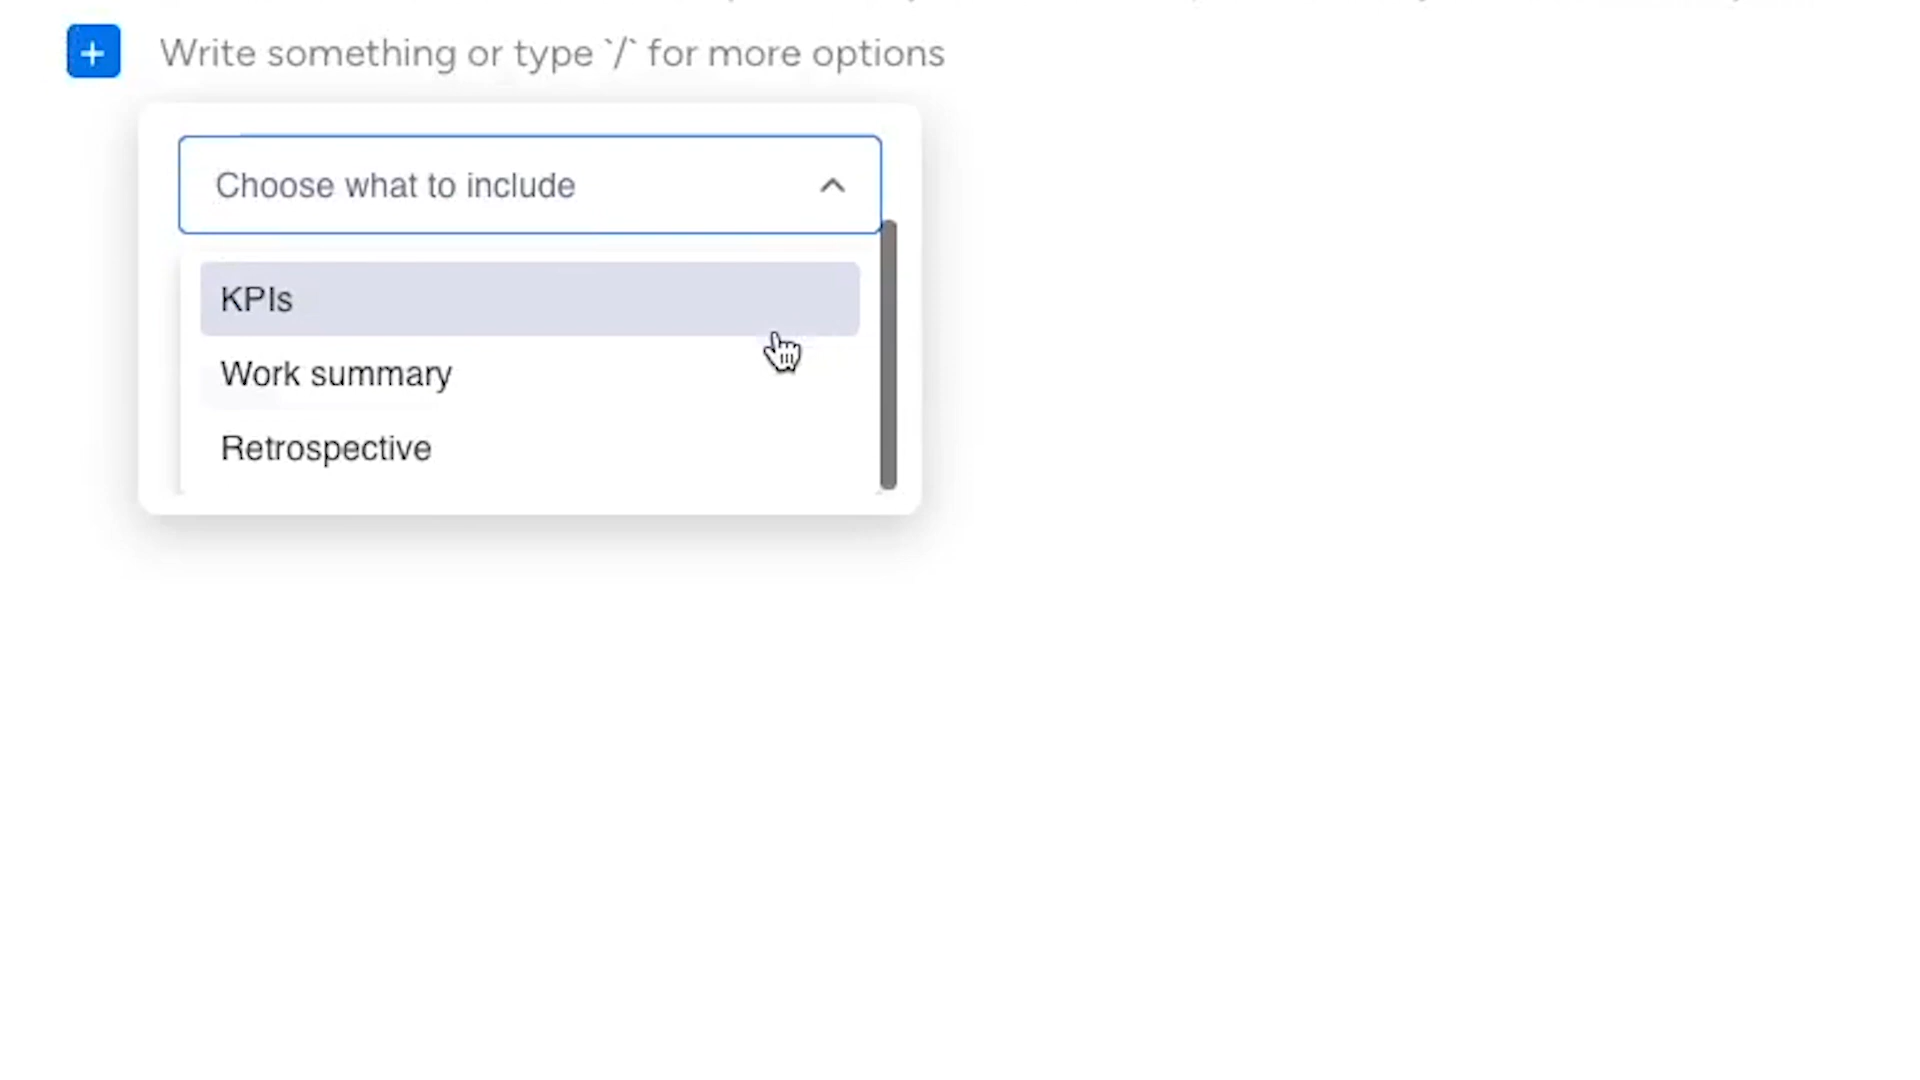 Write something or type `/` for more options
Choose what to include
KPIs
Work summary
Retrospective